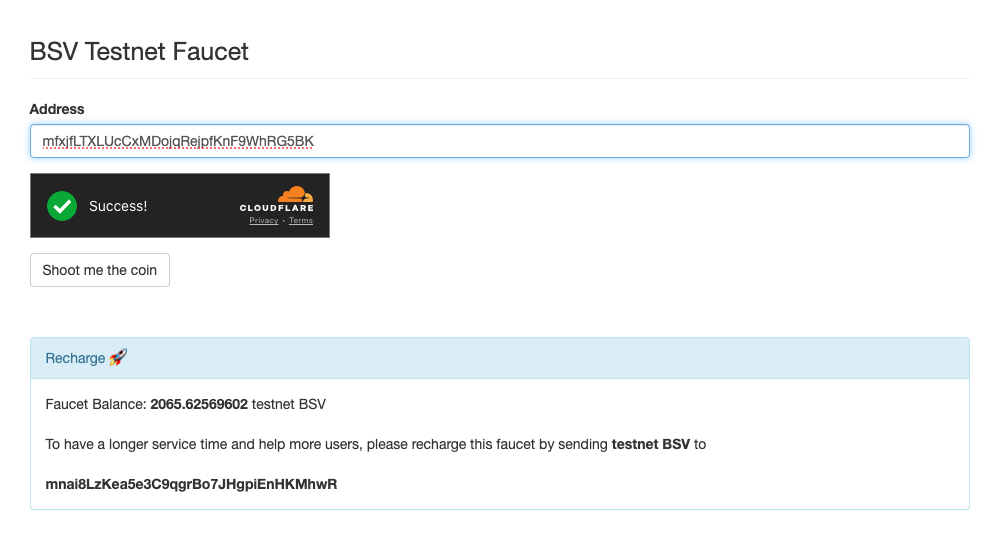 BSV Testnet Faucet
Address
mfxjfLTXLUcCxMDojqRejpfKnF9WhRG5BK
Success!
CLOUDFLARE
Privacy • Terms
Shoot me the coin
Recharge 🚀
Faucet Balance: 2065.62569602 testnet BSV
To have a longer service time and help more users, please recharge this faucet by sending testnet BSV to
mnai8LzKea5e3C9qgrBo7JHgpiEnHKMhwR